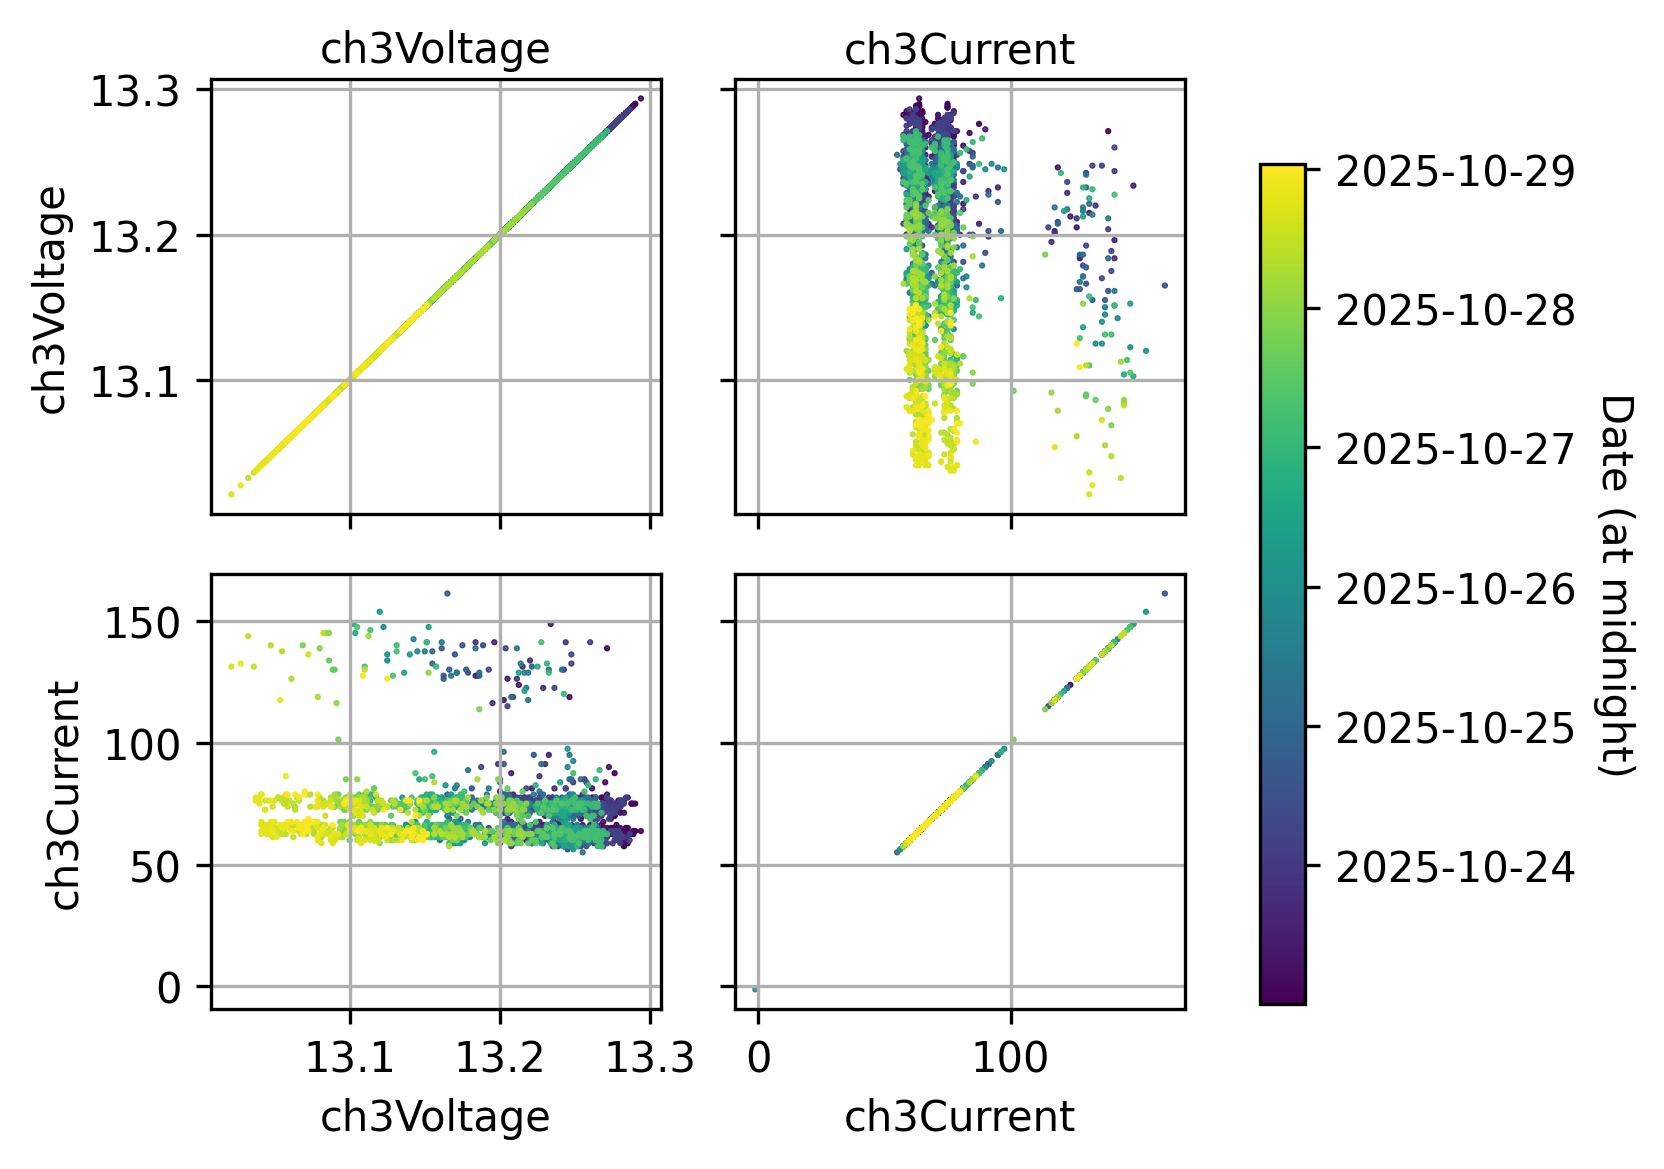 ch3Voltage
ch3Current
13.3
13.2
13.1
ch3Voltage
150
100
50
0
ch3Current
13.1
13.2
13.3
0
100
ch3Voltage
ch3Current
2025-10-29
2025-10-28
2025-10-27
2025-10-26
2025-10-25
2025-10-24
Date (at midnight)